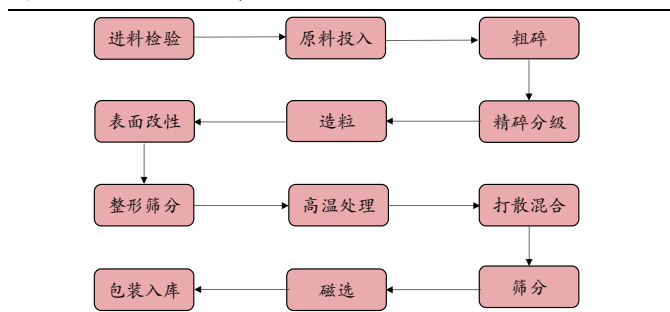 进料检验
原料投入
粗碎
精碎分级
造粒
表面改性
整形筛分
高温处理
打散混合
筛分
磁选
包装入库